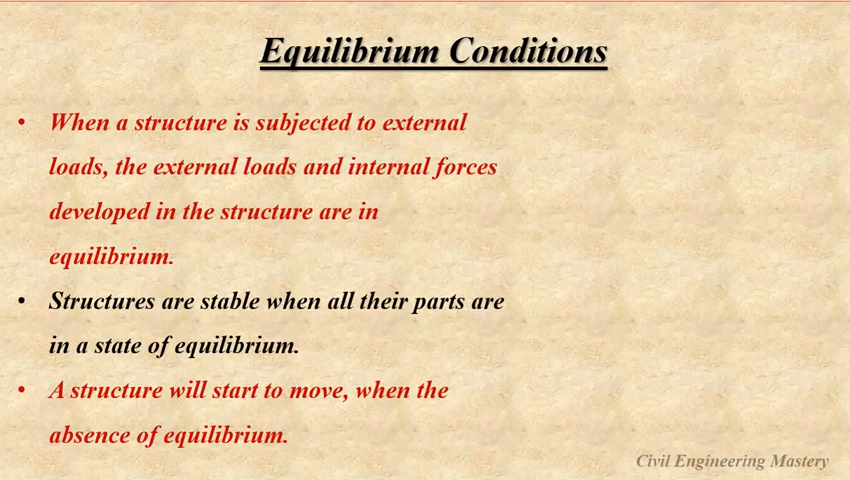 Equilibrium Conditions
• When a structure is subjected to external
loads, the external loads and internal forces
developed in the structure are in
equilibrium.
• Structures are stable when all their parts are
in a state of equilibrium.
• A structure will start to move, when the
absence of equilibrium.
Civil Engineering Mastery